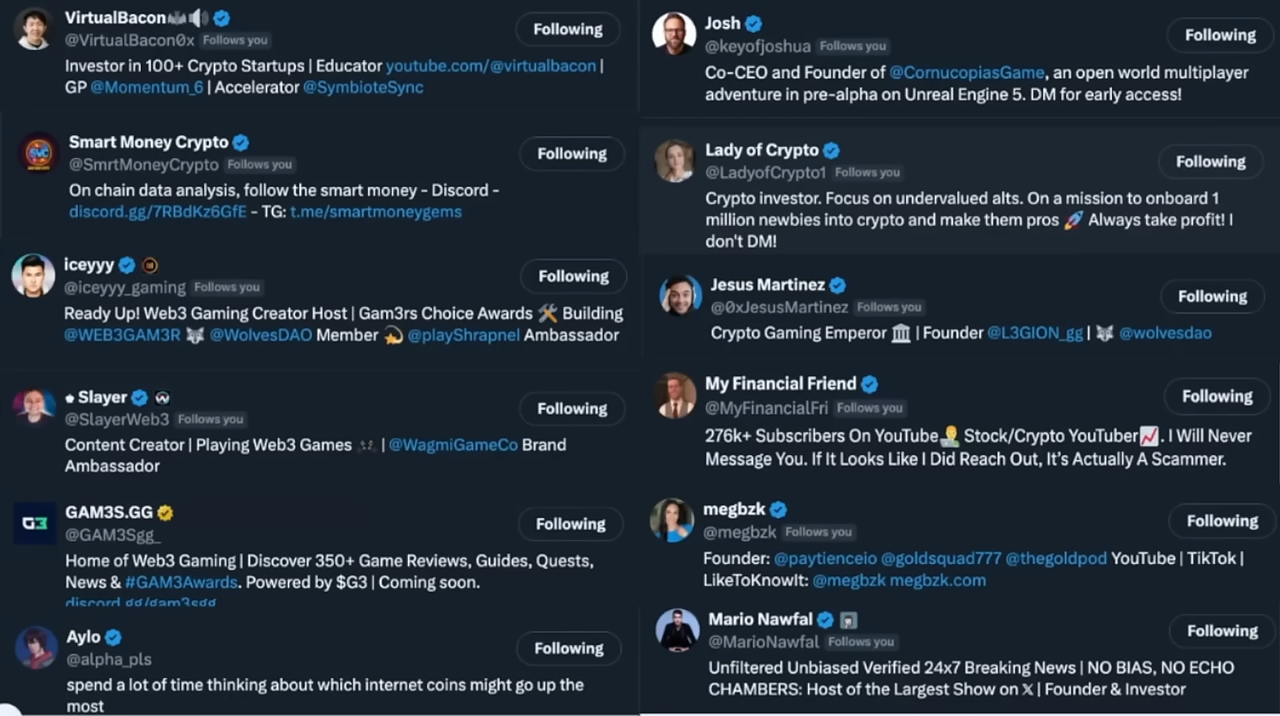 VirtualBacon
@VirtualBacon0x Follows you
Following
Investor in 100+ Crypto Startups | Educator youtube.com/@virtualbacon |
GP @Momentum_6 | Accelerator @SymbioteSync
Smart Money Crypto
@SmrtMoneyCrypto Follows you
Following
On chain data analysis, follow the smart money - Discord -
discord.gg/7RBdKz6GfE - TG: t.me/smartmoneygems
iceyyy
@iceyyy_gaming Follows you
Following
Ready Up! Web3 Gaming Creator Host | Gam3rs Choice Awards 🛠️ Building
@WEB3GAM3R 🐺 @WolvesDAO Member 💫 @playShrapnel Ambassador
Slayer
@SlayerWeb3 Follows you
Following
Content Creator | Playing Web3 Games 🎮 | @WagmiGameCo Brand
Ambassador
G3
GAM3S.GG
@GAM3Sgg_
Following
Home of Web3 Gaming | Discover 350+ Game Reviews, Guides, Quests,
News & #GAM3Awards. Powered by $G3 | Coming soon.
discord.gg/gam3sgg
Aylo
@alpha_pls
Following
spend a lot of time thinking about which internet coins might go up the
most
Josh
@keyofjoshua Follows you
Following
Co-CEO and Founder of @CornucopiasGame, an open world multiplayer
adventure in pre-alpha on Unreal Engine 5. DM for early access!
Lady of Crypto
@LadyofCrypto1 Follows you
Following
Crypto investor. Focus on undervalued alts. On a mission to onboard 1
million newbies into crypto and make them pros 🚀 Always take profit! I
don't DM!
Jesus Martinez
@0xJesusMartinez Follows you
Following
Crypto Gaming Emperor 🏛️ | Founder @L3GION_gg | 🐺 @wolvesdao
My Financial Friend
@MyFinancialFri Follows you
Following
276k+ Subscribers On YouTube👨‍💼 Stock/Crypto YouTuber📈. I Will Never
Message You. If It Looks Like I Did Reach Out, It's Actually A Scammer.
megbzk
@megbzk Follows you
Following
Founder: @paytienceio @goldsquad777 @thegoldpod YouTube | TikTok |
LikeToKnowIt: @megbzk megbzk.com
Mario Nawfal
@MarioNawfal Follows you
Following
Unfiltered Unbiased Verified 24x7 Breaking News | NO BIAS, NO ECHO
CHAMBERS: Host of the Largest Show on 𝕏 | Founder & Investor